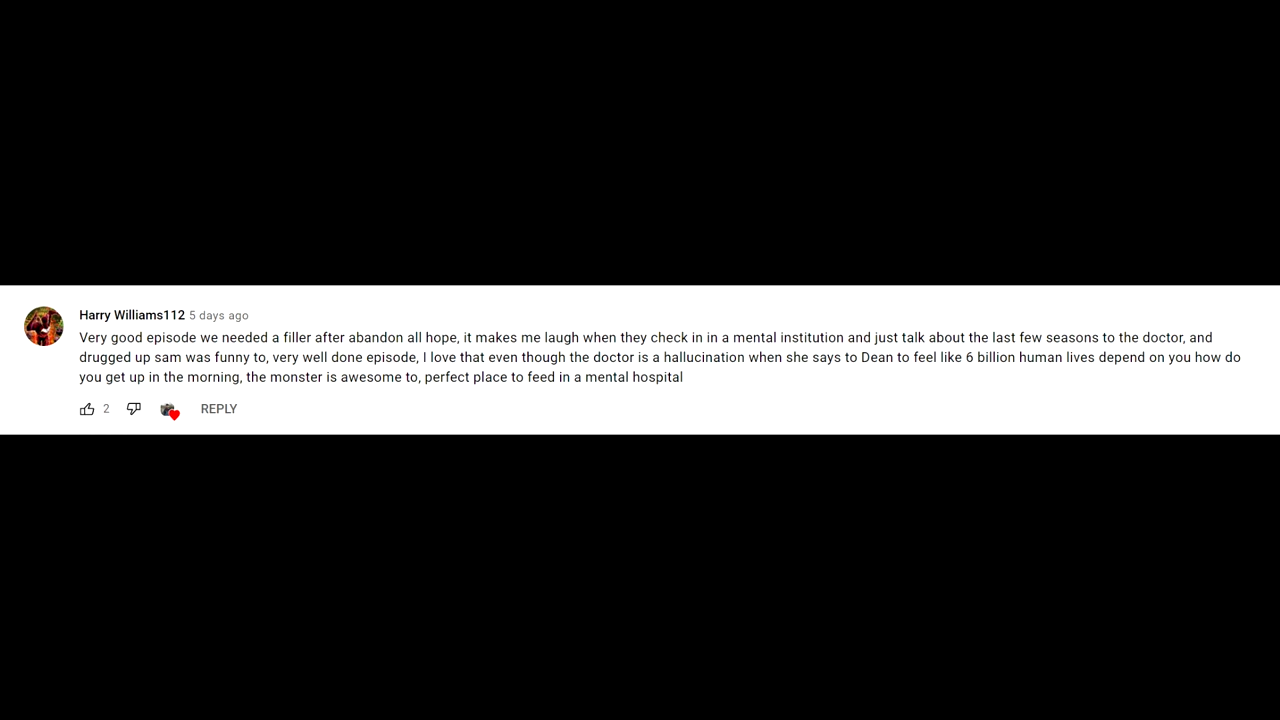 Harry Williams112 5 days ago
Very good episode we needed a filler after abandon all hope, it makes me laugh when they check in in a mental institution and just talk about the last few seasons to the doctor, and
drugged up sam was funny to, very well done episode, I love that even though the doctor is a hallucination when she says to Dean to feel like 6 billion human lives depend on you how do
you get up in the morning, the monster is awesome to, perfect place to feed in a mental hospital
2 REPLY